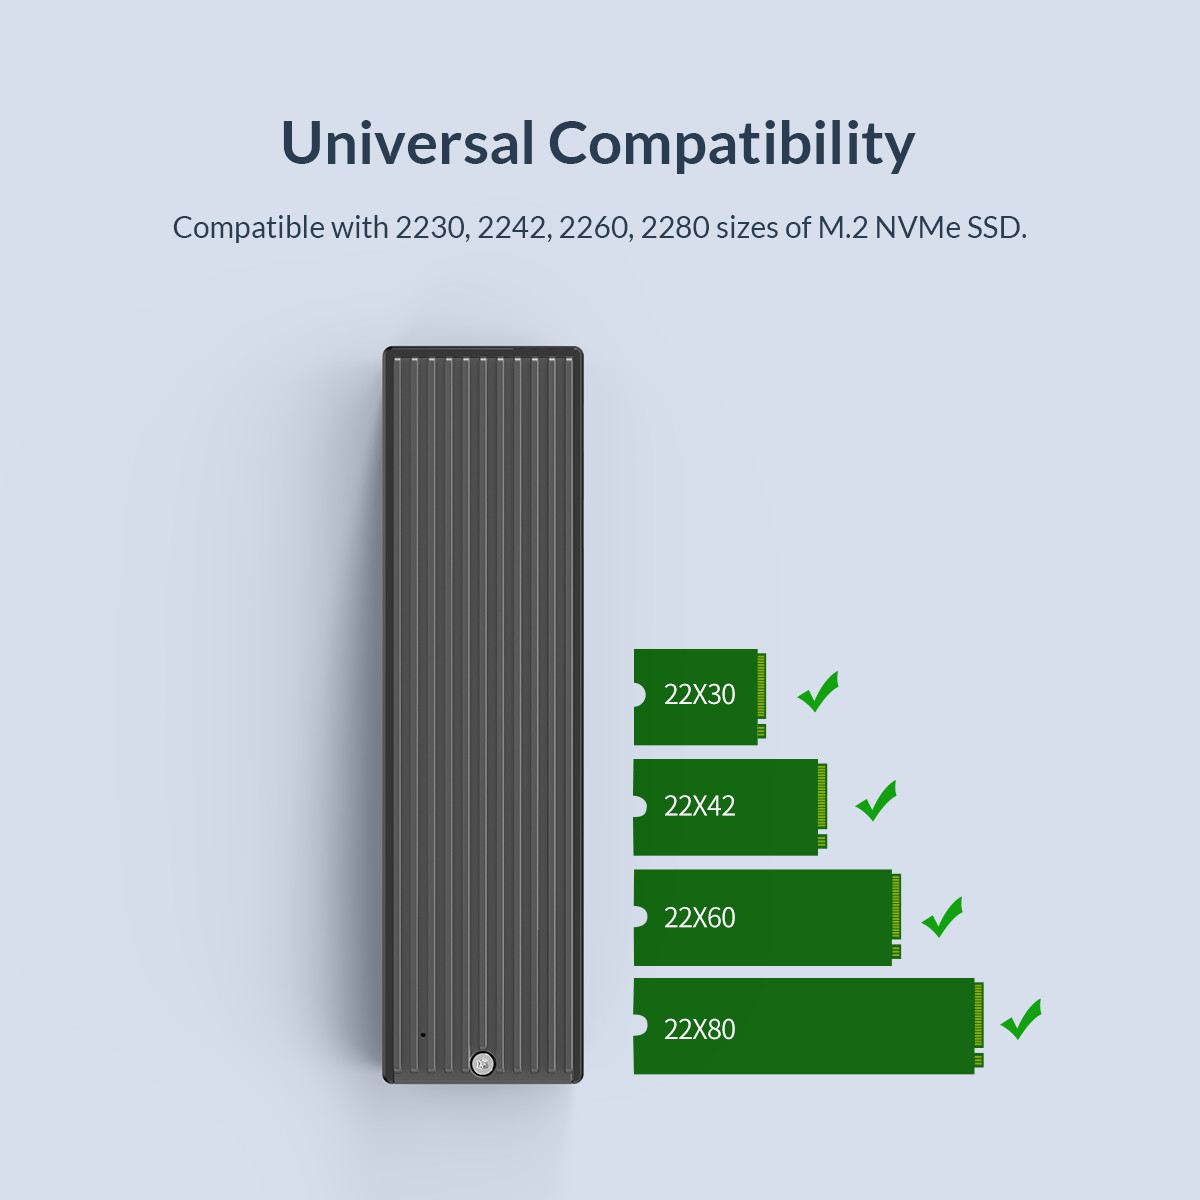 Universal Compatibility
Compatible with 2230, 2242, 2260, 2280 sizes of M.2 NVMe SSD.
22X30
22X42
22X60
22X80